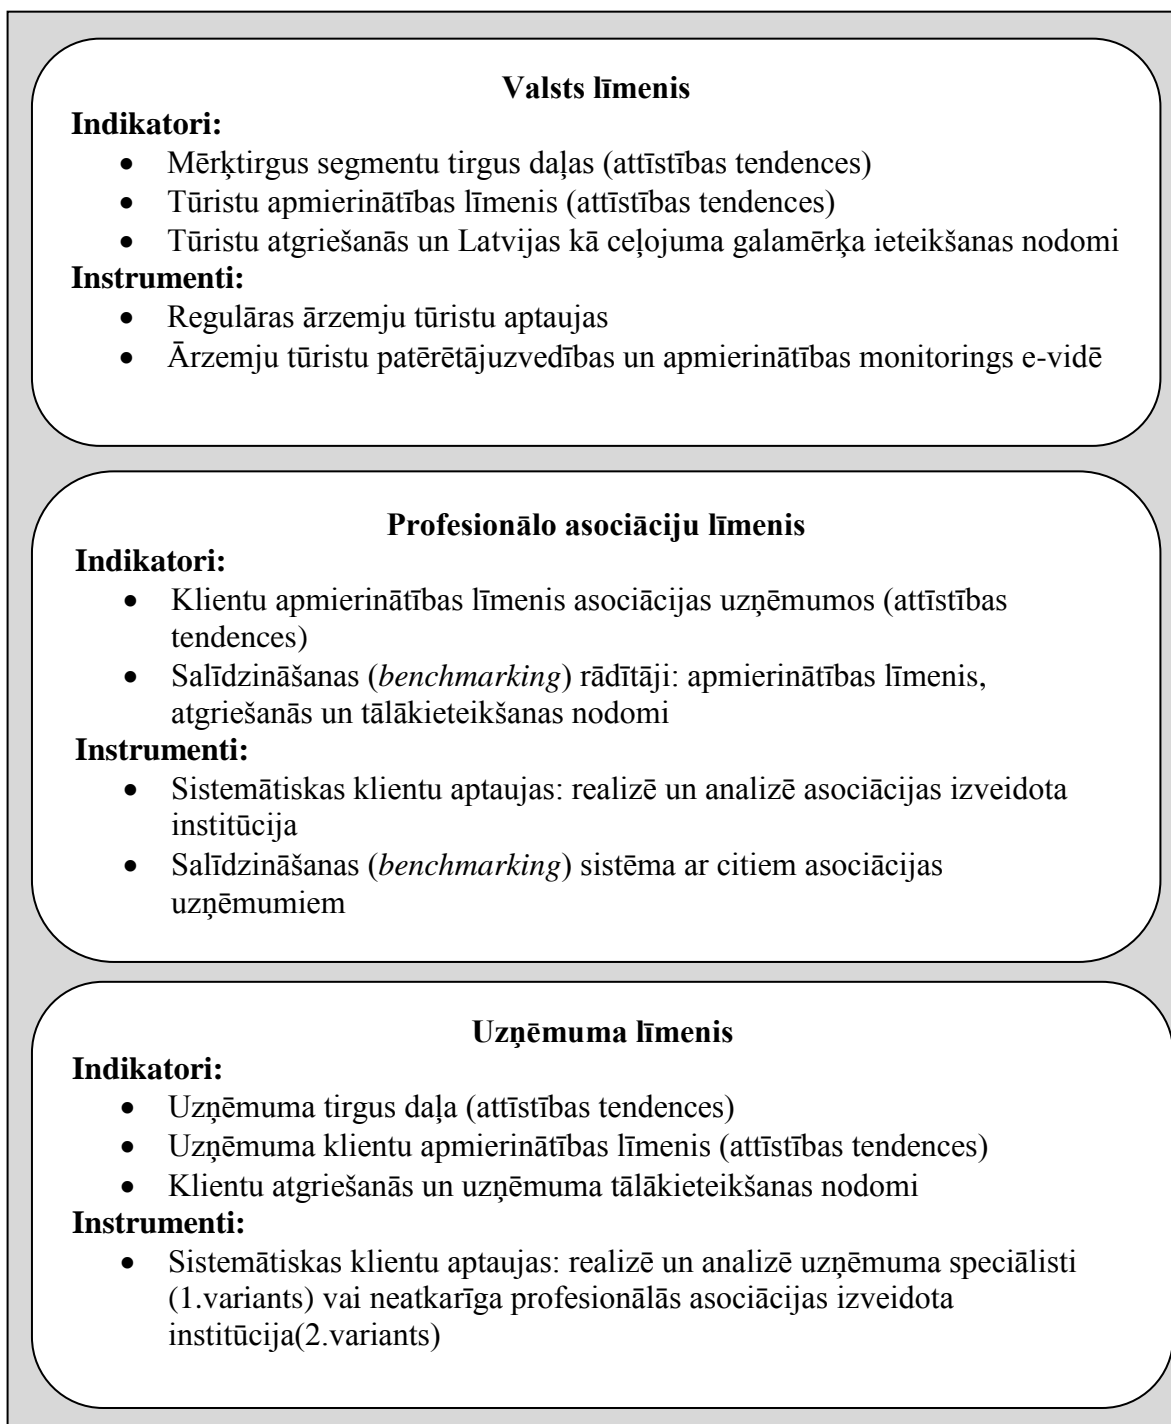 Valsts līmenis
Indikatori:
• Mērķtirgus segmentu tirgus daļas (attīstības tendences)
• Tūristu apmierinātības līmenis (attīstības tendences)
• Tūristu atgriešanās un Latvijas kā ceļojuma galamērķa ieteikšanas nodomi
Instrumenti:
• Regulāras ārzemju tūristu aptaujas
• Ārzemju tūristu patērētājuzvedības un apmierinātības monitorings e-vidē
Profesionālo asociāciju līmenis
Indikatori:
• Klientu apmierinātības līmenis asociācijas uzņēmumos (attīstības
tendences)
• Salīdzināšanas (benchmarking) rādītāji: apmierinātības līmenis,
atgriešanās un tālākieteikšanas nodomi
Instrumenti:
• Sistemātiskas klientu aptaujas: realizē un analizē asociācijas izveidota
institūcija
• Salīdzināšanas (benchmarking) sistēma ar citiem asociācijas
uzņēmumiem
Uzņēmuma līmenis
Indikatori:
• Uzņēmuma tirgus daļa (attīstības tendences)
• Uzņēmuma klientu apmierinātības līmenis (attīstības tendences)
• Klientu atgriešanās un uzņēmuma tālākieteikšanas nodomi
Instrumenti:
• Sistemātiskas klientu aptaujas: realizē un analizē uzņēmuma speciālisti
(1.variants) vai neatkarīga profesionālās asociācijas izveidota
institūcija(2.variants)